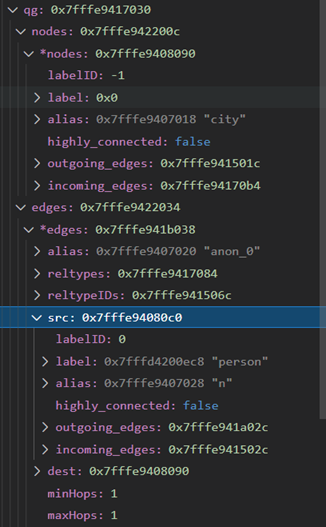 qg: 0x7fffe9417030
nodes: 0x7fffe942200c
*nodes: 0x7fffe9408090
labelID: -1
label: 0x0
alias: 0x7fffe9407018 "city"
highly_connected: false
outgoing_edges: 0x7fffe941501c
incoming_edges: 0x7fffe94170b4
edges: 0x7fffe9422034
*edges: 0x7fffe941b038
alias: 0x7fffe9407020 "anon_0"
reltypes: 0x7fffe9417084
reltypeIDs: 0x7fffe941506c
src: 0x7fffe94080c0
labelID: 0
label: 0x7fffd4200ec8 "person"
alias: 0x7fffe9407028 "n"
highly_connected: false
outgoing_edges: 0x7fffe941a02c
incoming_edges: 0x7fffe941502c
dest: 0x7fffe9408090
minHops: 1
maxHops: 1